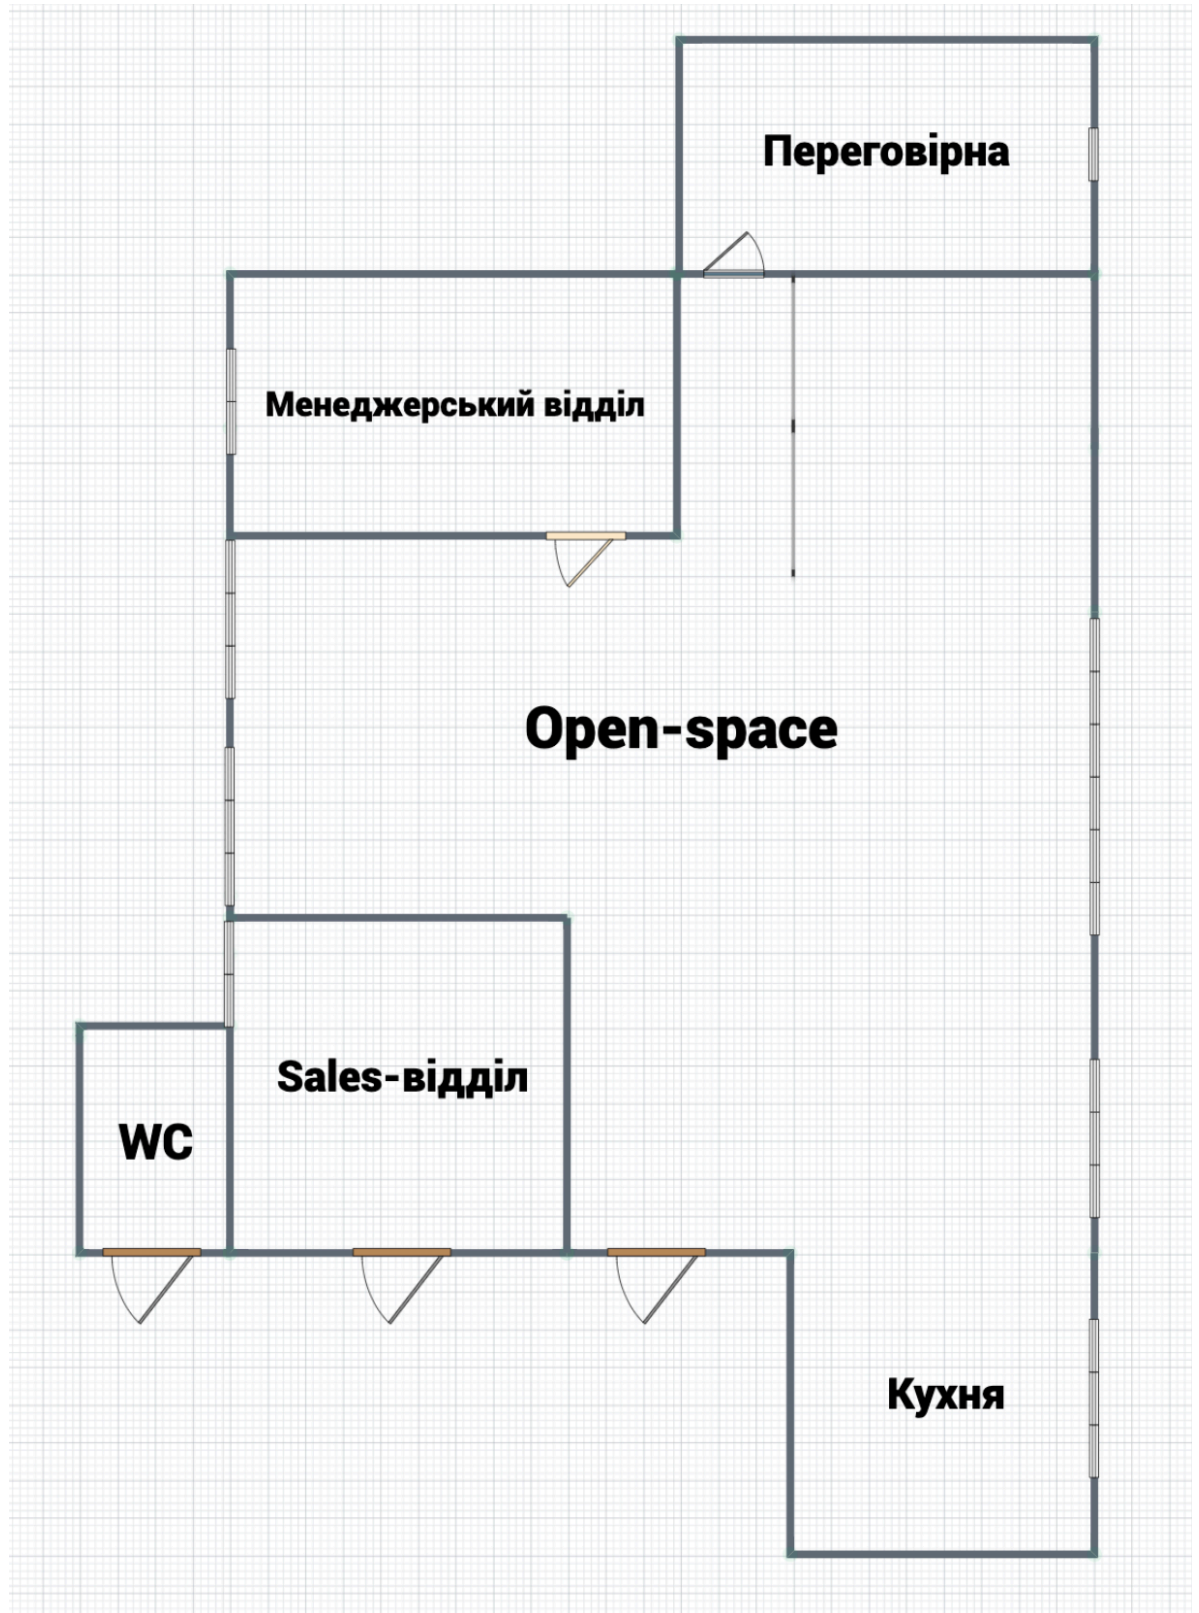 Переговірна
Менеджерський відділ
Open-space
Sales-відділ
WC
Кухня